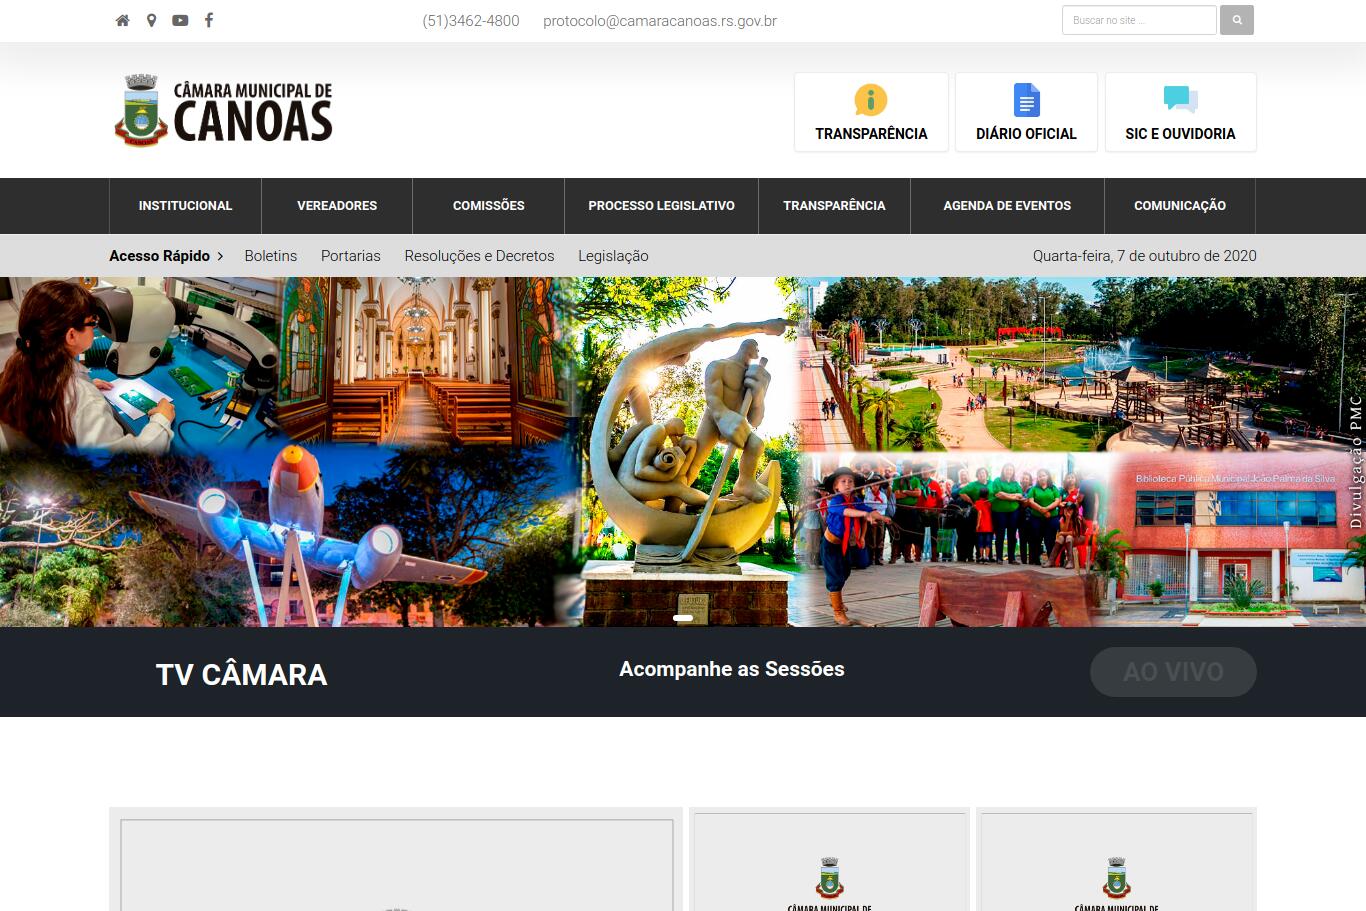 (51)3462-4800 protocolo@camaracanoas.rs.gov.br
Buscar no site ...
CÂMARA MUNICIPAL DE
CANOAS
CANOAS
TRANSPARÊNCIA
DIÁRIO OFICIAL
SIC E OUVIDORIA
INSTITUCIONAL
VEREADORES
COMISSÕES
PROCESSO LEGISLATIVO
TRANSPARÊNCIA
AGENDA DE EVENTOS
COMUNICAÇÃO
Acesso Rápido
Boletins
Portarias
Resoluções e Decretos
Legislação
Quarta-feira, 7 de outubro de 2020
Divulgação PMC
Biblioteca Pública Municipal João Palma da Silva
TV CÂMARA
Acompanhe as Sessões
AO VIVO
CÂMARA MUNICIPAL DE
CÂMARA MUNICIPAL DE